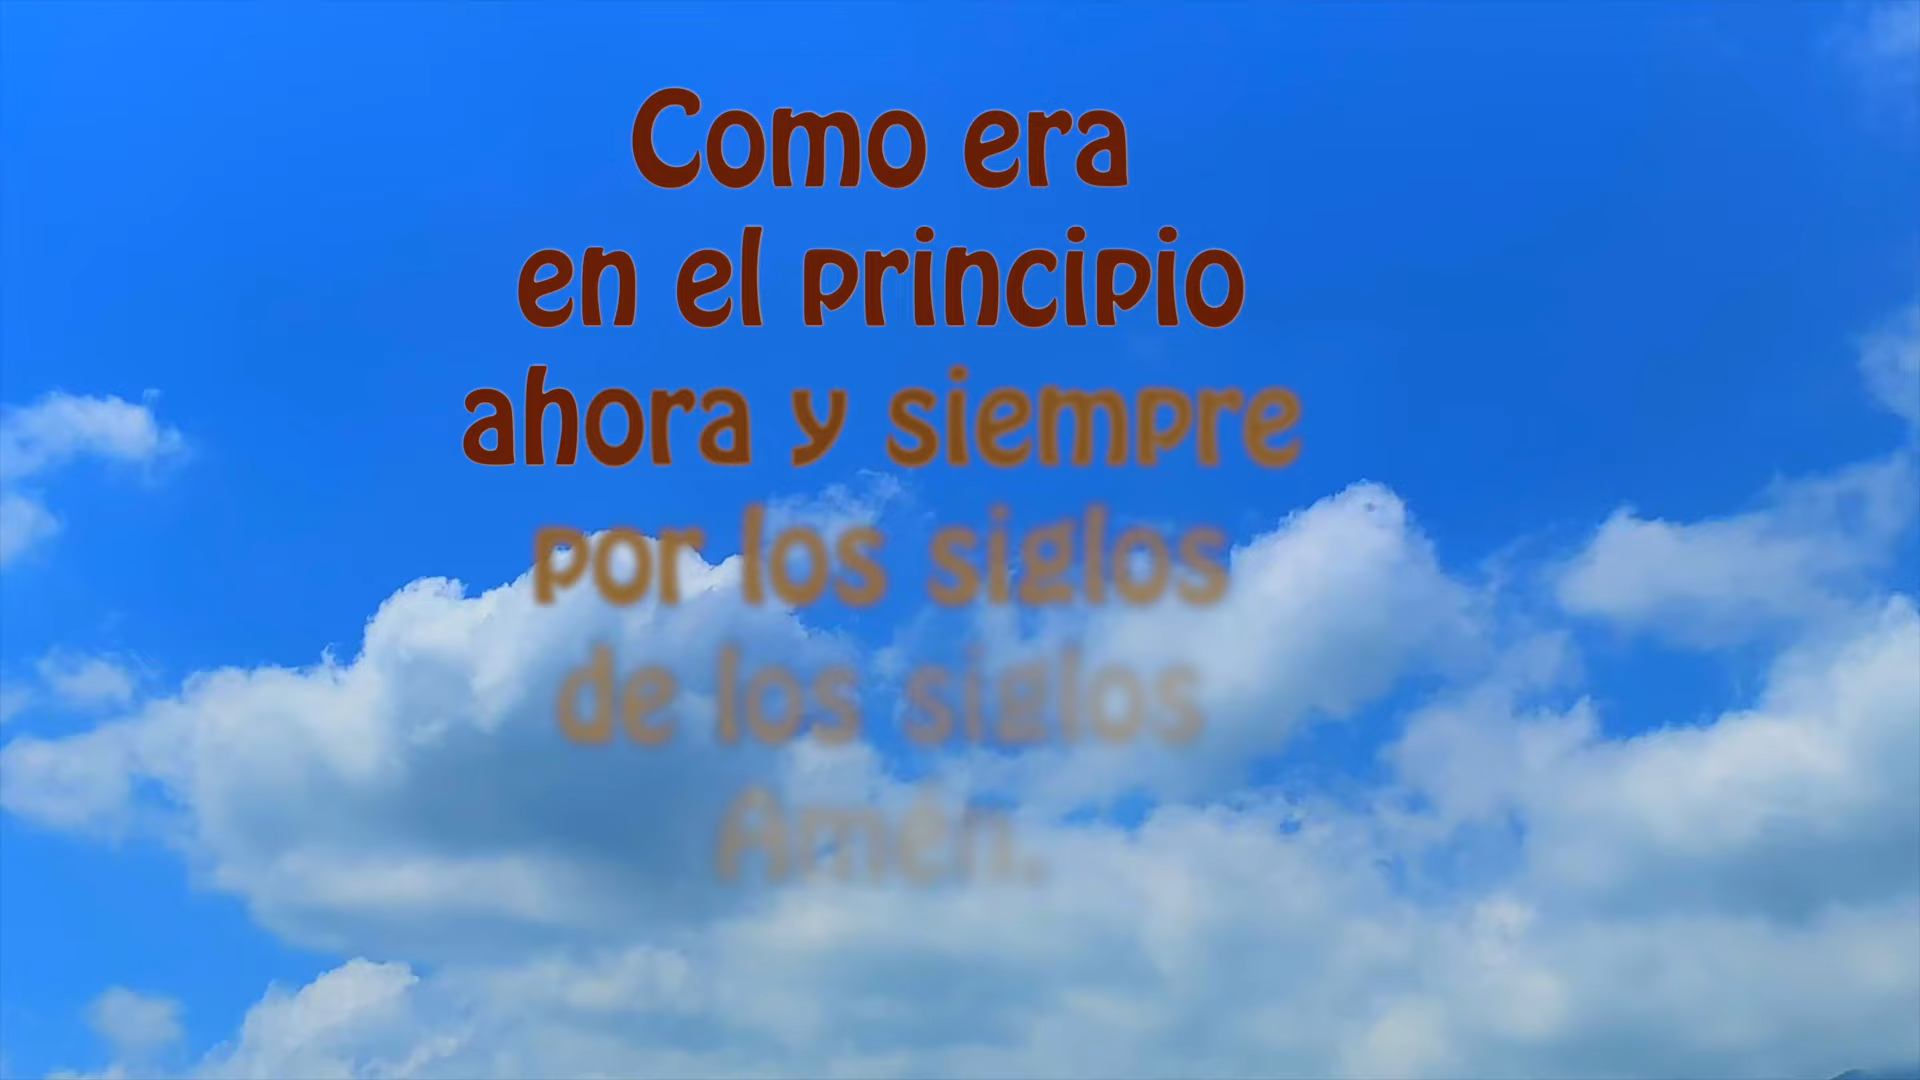 Como era
en el principio
ahora y siempre
por los siglos
de los siglos
Amén.